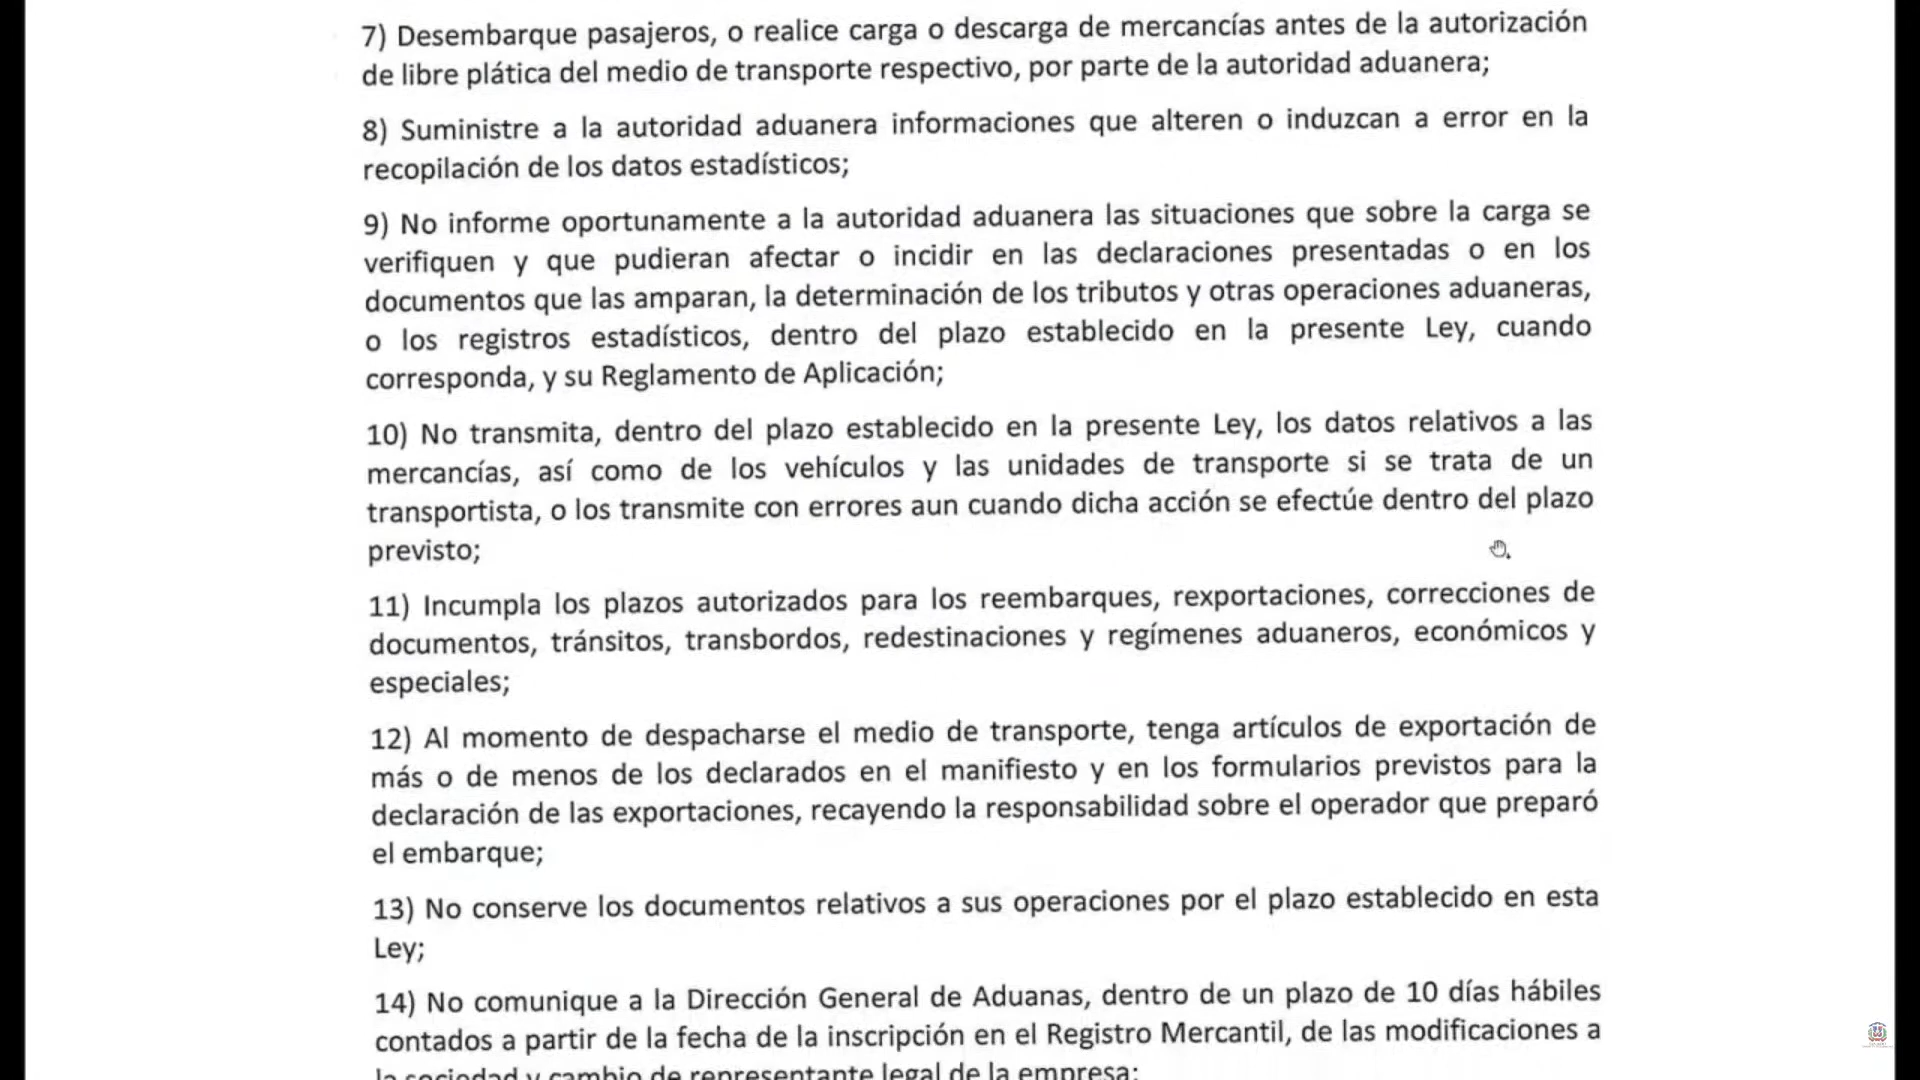 7) Desembarque pasajeros, o realice carga o descarga de mercancías antes de la autorización
de libre plática del medio de transporte respectivo, por parte de la autoridad aduanera;
8) Suministre a la autoridad aduanera informaciones que alteren o induzcan a error en la
recopilación de los datos estadísticos;
9) No informe oportunamente a la autoridad aduanera las situaciones que sobre la carga se
verifiquen y que pudieran afectar o incidir en las declaraciones presentadas o en los
documentos que las amparan, la determinación de los tributos y otras operaciones aduaneras,
o los registros estadísticos, dentro del plazo establecido en la presente Ley, cuando
corresponda, y su Reglamento de Aplicación;
10) No transmita, dentro del plazo establecido en la presente Ley, los datos relativos a las
mercancías, así como de los vehículos y las unidades de transporte si se trata de un
transportista, o los transmite con errores aun cuando dicha acción se efectúe dentro del plazo
previsto;
11) Incumpla los plazos autorizados para los reembarques, rexportaciones, correcciones de
documentos, tránsitos, transbordos, redestinaciones y regímenes aduaneros, económicos y
especiales;
12) Al momento de despacharse el medio de transporte, tenga artículos de exportación de
más o de menos de los declarados en el manifiesto y en los formularios previstos para la
declaración de las exportaciones, recayendo la responsabilidad sobre el operador que preparó
el embarque;
13) No conserve los documentos relativos a sus operaciones por el plazo establecido en esta
Ley;
14) No comunique a la Dirección General de Aduanas, dentro de un plazo de 10 días hábiles
contados a partir de la fecha de la inscripción en el Registro Mercantil, de las modificaciones a
la sociedad y cambio de representante legal de la empresa;